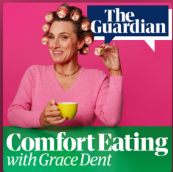 The
Guardian
Comfort Eating
with Grace Dent